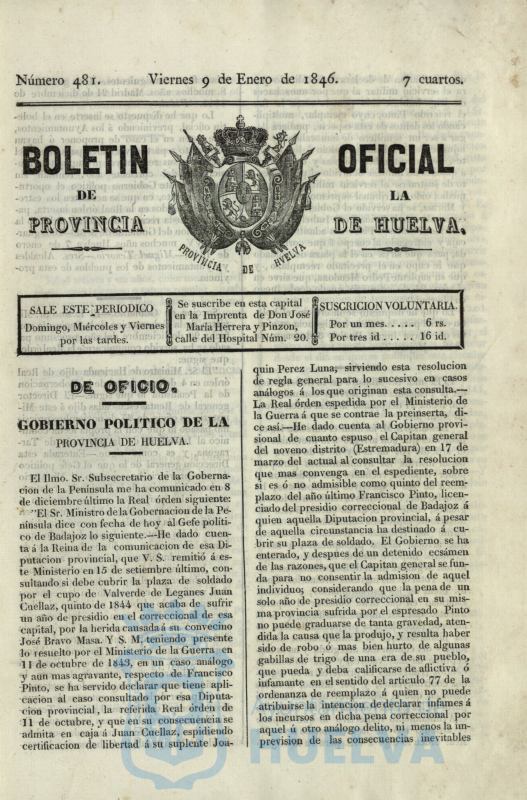 Número 481. Viernes 9 de Enero de 1846. 7 cuartos.
BOLETIN OFICIAL
DE LA
PROVINCIA DE HUELVA.
PROVINCIA DE HUELVA
SALE ESTE PERIODICO
Domingo, Miércoles y Viernes
por las tardes.
Se suscribe en esta capital
en la Imprenta de Don José
María Herrera y Pinzon,
calle del Hospital Núm. 20.
SUSCRICION VOLUNTARIA.
Por un mes..... 6 rs.
Por tres id..... 16 id.
DE OFICIO.
GOBIERNO POLITICO DE LA
PROVINCIA DE HUELVA.
El Ilmo. Sr. Subsecretario de la Goberna-
cion de la Península me ha comunicado en 8
de diciembre último la Real órden siguiente:
"El Sr. Ministro de la Gobernacion de la Pe-
nínsula dice con fecha de hoy al Gefe políti-
co de Badajoz lo siguiente.—He dado cuen-
ta á la Reina de la comunicacion de esa Di-
putacion provincial, que V. S. remitió á es-
te Ministerio en 15 de setiembre último, con-
sultando si debe cubrir la plaza de soldado
por el cupo de Valverde de Leganes Juan
Cuellaz, quinto de 1844 que acaba de sufrir
un año de presidio en el correccional de esa
capital, por la herida causada á su convecino
José Bravo Masa. Y S. M. teniendo presente
lo resuelto por el Ministerio de la Guerra en
11 de octubre de 1843, en un caso análogo
y aun mas agravante, respecto de Francisco
Pinto, se ha servido declarar que tiene apli-
cacion al caso consultado por esa Diputa-
cion provincial, la referida Real órden de
11 de octubre, y que en su consecuencia se
admita en caja á Juan Cuellaz, espidiendo
certificacion de libertad á su suplente Joa-
quin Perez Luna, sirviendo esta resolucion
de regla general para lo sucesivo en casos
análogos á los que originan esta consulta.—
La Real órden espedida por el Ministerio de
la Guerra á que se contrae la preinserta, di-
ce así.—He dado cuenta al Gobierno provi-
sional de cuanto espuso el Capitan general
del noveno distrito (Estremadura) en 17 de
marzo del actual al consultar la resolucion
que mas convenga en el espediente, sobre
si es ó no admisible como quinto del reem-
plazo del año último Francisco Pinto, licen-
ciado del presidio correccional de Badajoz á
quien aquella Diputacion provincial, á pesar
de aquella circunstancia ha destinado á cu-
brir su plaza de soldado. El Gobierno se ha
enterado, y despues de un detenido ecsámen
de las razones, que el Capitan general se fun-
da para no consentir la admision de aquel
individuo; considerando que la pena de un
solo año de presidio correccional en su mis-
ma provincia sufrida por el espresado Pinto
no puede graduarse de tanta gravedad, aten-
dida la causa que la produjo, y resulta haber
sido de robo ó mas bien hurto de algunas
gabillas de trigo de una era de su pueblo,
que pueda y deba calificarse de aflictiva ó
infamante en el sentido del artículo 77 de la
ordenanza de reemplazo á quien no puede
atribuirse la intencion de declarar infames á
los incursos en dicha pena correccional por
aquel ú otro análogo delito, ni menos la im-
prevision de las consecuencias inevitables
HUELVA